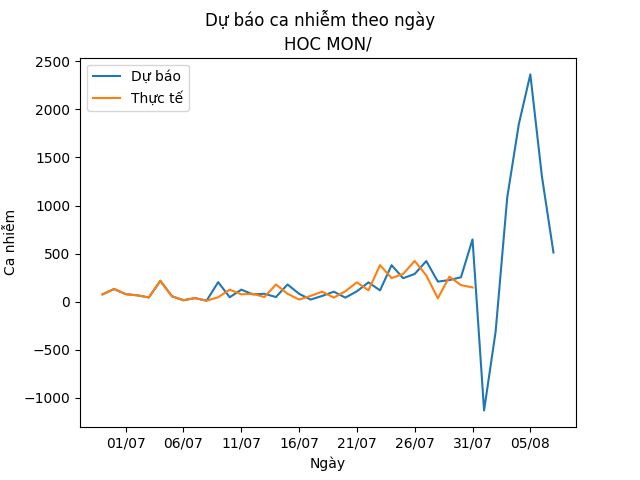 Dự báo ca nhiễm theo ngày
HOC MON/
Dự báo
Thực tế
Ca nhiễm
2500
2000
1500
1000
500
0
−500
−1000
01/07 06/07 11/07 16/07 21/07 26/07 31/07 05/08
Ngày